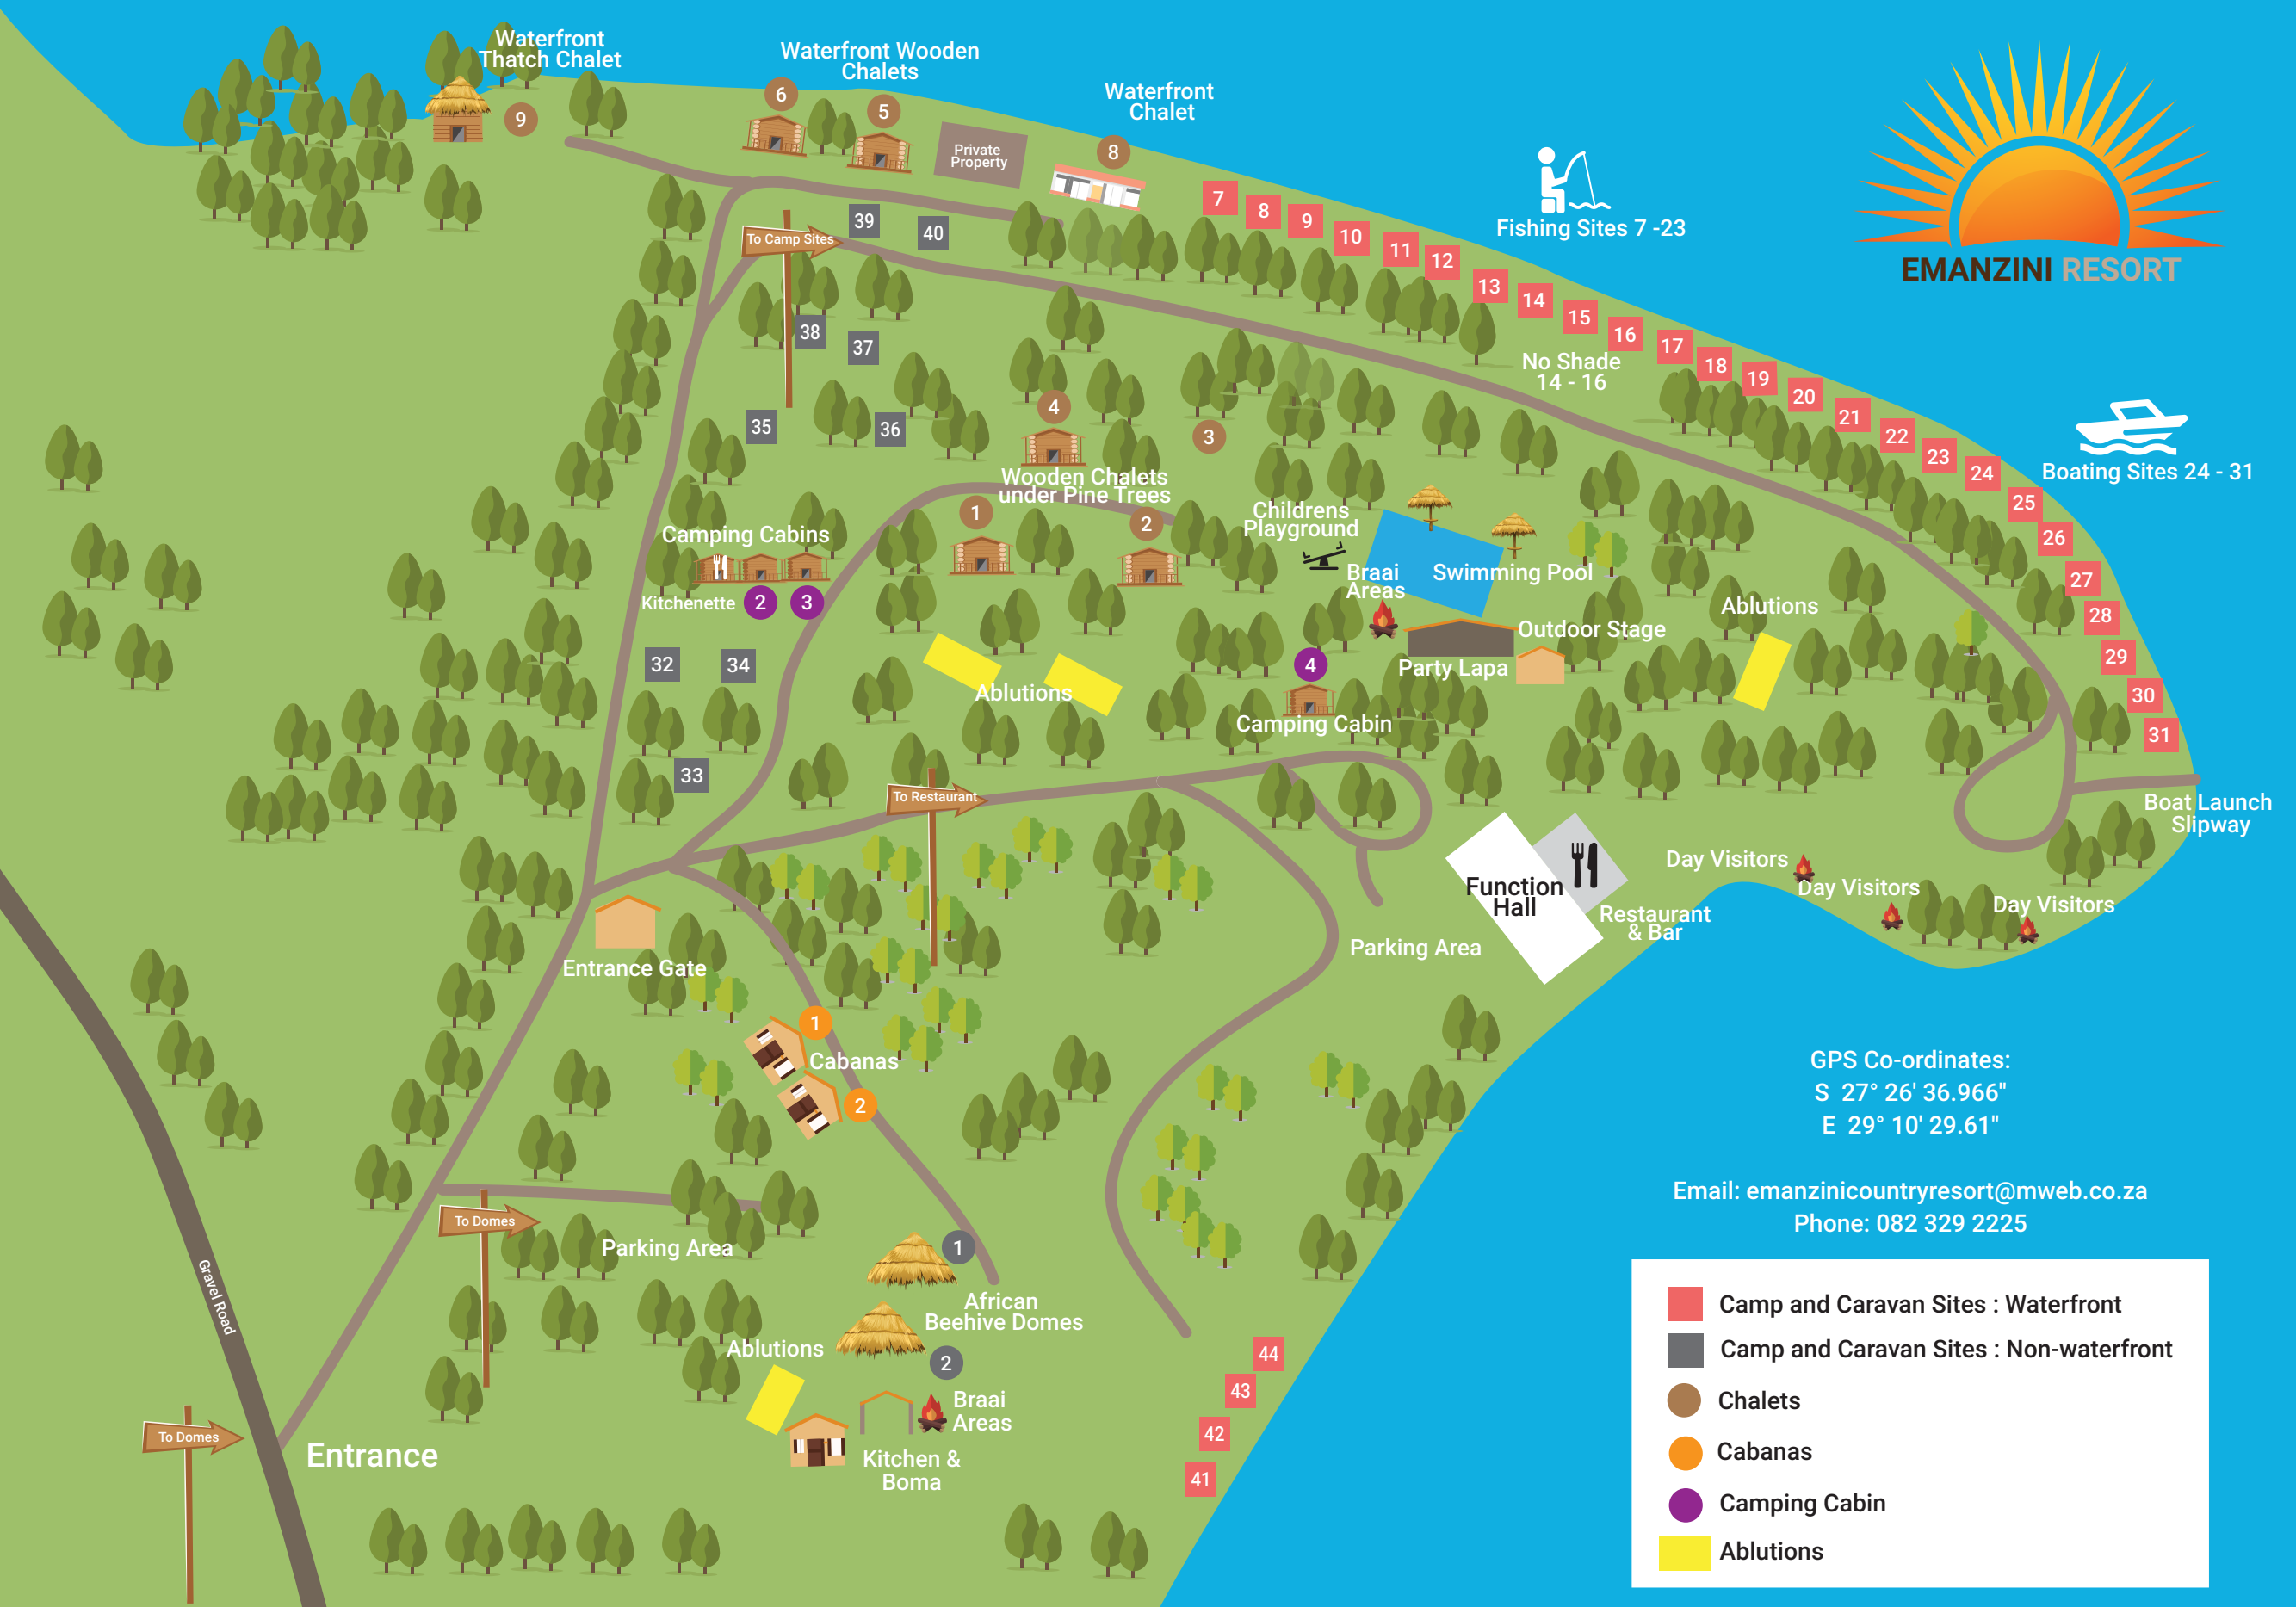 Waterfront
Thatch Chalet
9
Waterfront Wooden
Chalets
6
5
Private
Property
Waterfront
Chalet
8
Fishing Sites 7 -23
EMANZINI RESORT
To Camp Sites
39
40
38
37
35
36
7
8
9
10
11
12
13
14
15
16
17
18
19
20
21
22
23
24
25
26
27
28
29
30
31
No Shade
14 - 16
Boating Sites 24 - 31
4
3
Wooden Chalets
under Pine Trees
1
2
Camping Cabins
Kitchenette
2
3
32
34
33
Childrens
Playground
Braai
Areas
Swimming Pool
Outdoor Stage
Party Lapa
4
Camping Cabin
Ablutions
Ablutions
To Restaurant
Boat Launch
Slipway
Function
Hall
Restaurant
& Bar
Day Visitors
Day Visitors
Day Visitors
Parking Area
Entrance Gate
1
Cabanas
2
GPS Co-ordinates:
S 27° 26' 36.966"
E 29° 10' 29.61"
Email: emanzinicountryresort@mweb.co.za
Phone: 082 329 2225
To Domes
Parking Area
1
African
Beehive Domes
2
Ablutions
Braai
Areas
Kitchen &
Boma
44
43
42
41
Gravel Road
To Domes
Entrance
Camp and Caravan Sites : Waterfront
Camp and Caravan Sites : Non-waterfront
Chalets
Cabanas
Camping Cabin
Ablutions